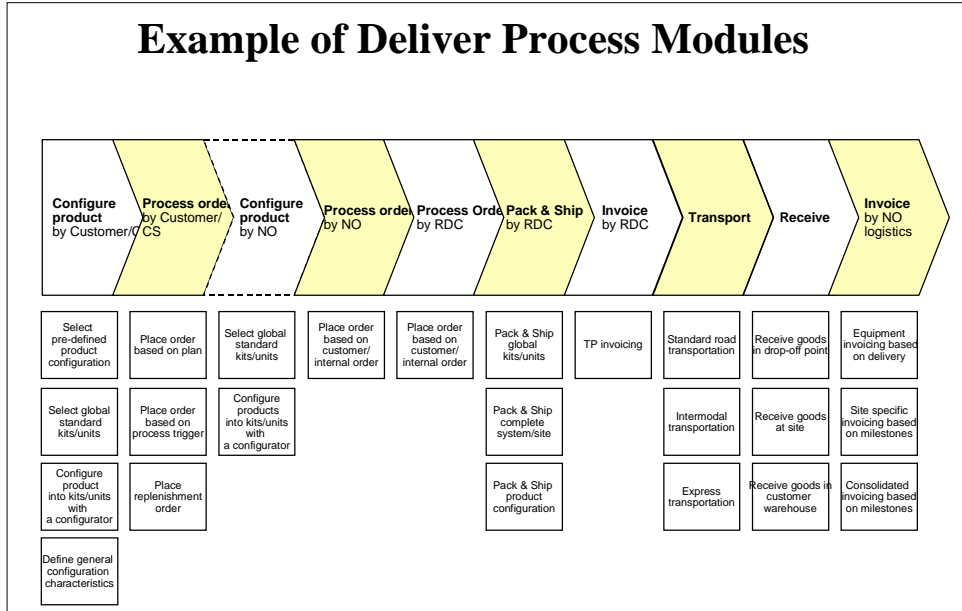 Example of Deliver Process Modules
Configure
product
by Customer/C
Process order
by Customer/
CS
Configure
product
by NO
Process order
by NO
Process Orde
by RDC
Pack & Ship
by RDC
Invoice
by RDC
Transport
Receive
Invoice
by NO
logistics
Select
pre-defined
product
configuration
Place order
based on plan
Select global
standard
kits/units
Place order
based on
customer/
internal order
Place order
based on
customer/
internal order
Pack & Ship
global
kits/units
TP invoicing
Standard road
transportation
Receive goods
in drop-off point
Equipment
invoicing based
on delivery
Select global
standard
kits/units
Place order
based on
process trigger
Configure
products
into kits/units
with
a configurator
Pack & Ship
complete
system/site
Intermodal
transportation
Receive goods
at site
Site specific
invoicing based
on milestones
Configure
product
into kits/units
with
a configurator
Place
replenishment
order
Pack & Ship
product
configuration
Express
transportation
Receive goods in
customer
warehouse
Consolidated
invoicing based
on milestones
Define general
configuration
characteristics